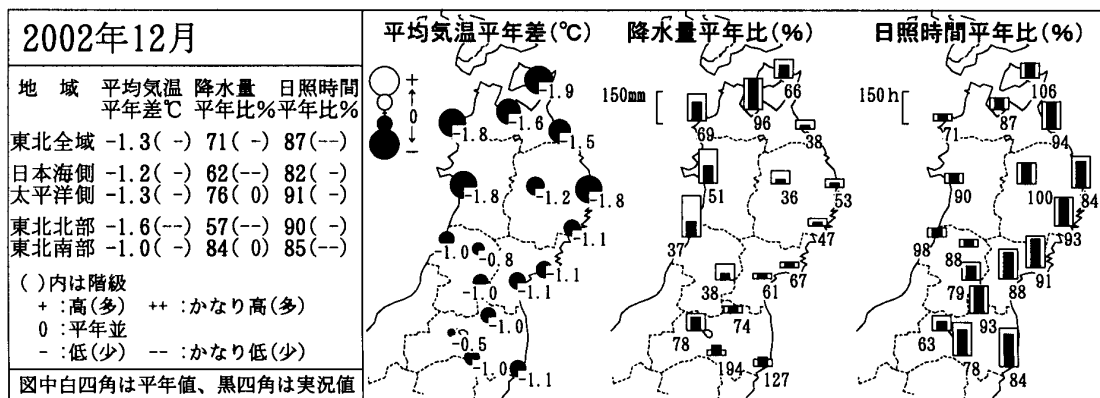 2002年12月
地 域 平均気温 降水量 日照時間
平年差℃ 平年比% 平年比%
東北全域 -1.3( -) 71( -) 87(--)
日本海側 -1.2( -) 62(--) 82( -)
太平洋側 -1.3( -) 76( 0) 91( -)
東北北部 -1.6(--) 57(--) 90( -)
東北南部 -1.0( -) 84( 0) 85(--)
( )内は階級
+ :高(多) ++ :かなり高(多)
0 :平年並
- :低(少) -- :かなり低(少)
図中白四角は平年値、黒四角は実況値
平均気温平年差(℃)
+
0
-
-1.9
-1.6
-1.8
-1.5
-1.8
-1.2
-1.8
-1.1
-1.0
-0.8
-1.1
-1.0
-1.1
-1.0
-0.5
-1.0
-1.1
降水量平年比(%)
150mm
66
96
69
38
51
36
53
37
47
67
38
61
74
78
194
127
日照時間平年比(%)
150h
106
87
71
94
90
100
84
93
98
88
91
79
88
93
63
78
84